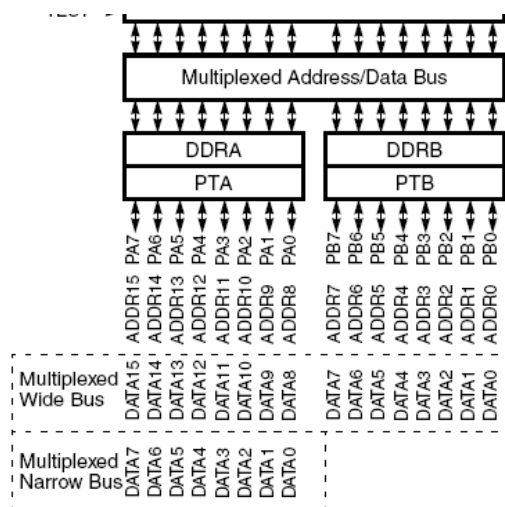 Multiplexed Address/Data Bus
DDRA DDRB
PTA PTB
PA7 PA6 PA5 PA4 PA3 PA2 PA1 PA0 PB7 PB6 PB5 PB4 PB3 PB2 PB1 PB0
ADDR15 ADDR14 ADDR13 ADDR12 ADDR11 ADDR10 ADDR9 ADDR8 ADDR7 ADDR6 ADDR5 ADDR4 ADDR3 ADDR2 ADDR1 ADDR0
Multiplexed
Wide Bus
DATA15 DATA14 DATA13 DATA12 DATA11 DATA10 DATA9 DATA8 DATA7 DATA6 DATA5 DATA4 DATA3 DATA2 DATA1 DATA0
Multiplexed
Narrow Bus
DATA7 DATA6 DATA5 DATA4 DATA3 DATA2 DATA1 DATA0